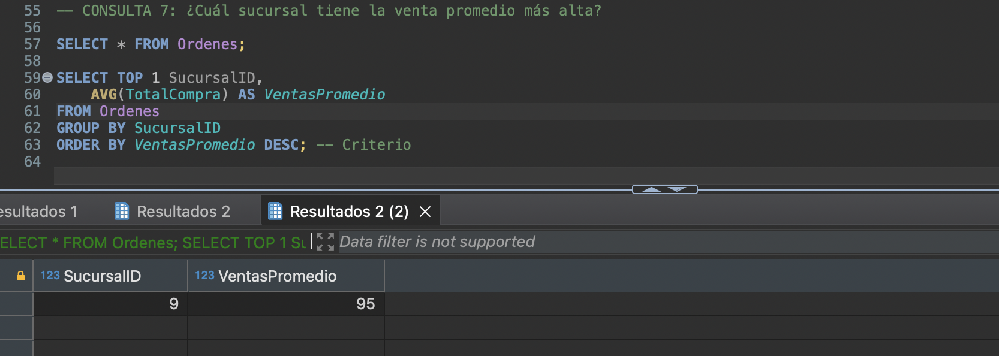 55 -- CONSULTA 7: ¿Cuál sucursal tiene la venta promedio más alta?
56
57 SELECT * FROM Ordenes;
58
59 SELECT TOP 1 SucursalID,
60 AVG(TotalCompra) AS VentasPromedio
61 FROM Ordenes
62 GROUP BY SucursalID
63 ORDER BY VentasPromedio DESC; -- Criterio
64
esultados 1 Resultados 2 Resultados 2 (2)
ELECT * FROM Ordenes; SELECT TOP 1 Su Data filter is not supported
123 SucursalID 123 VentasPromedio
9 95